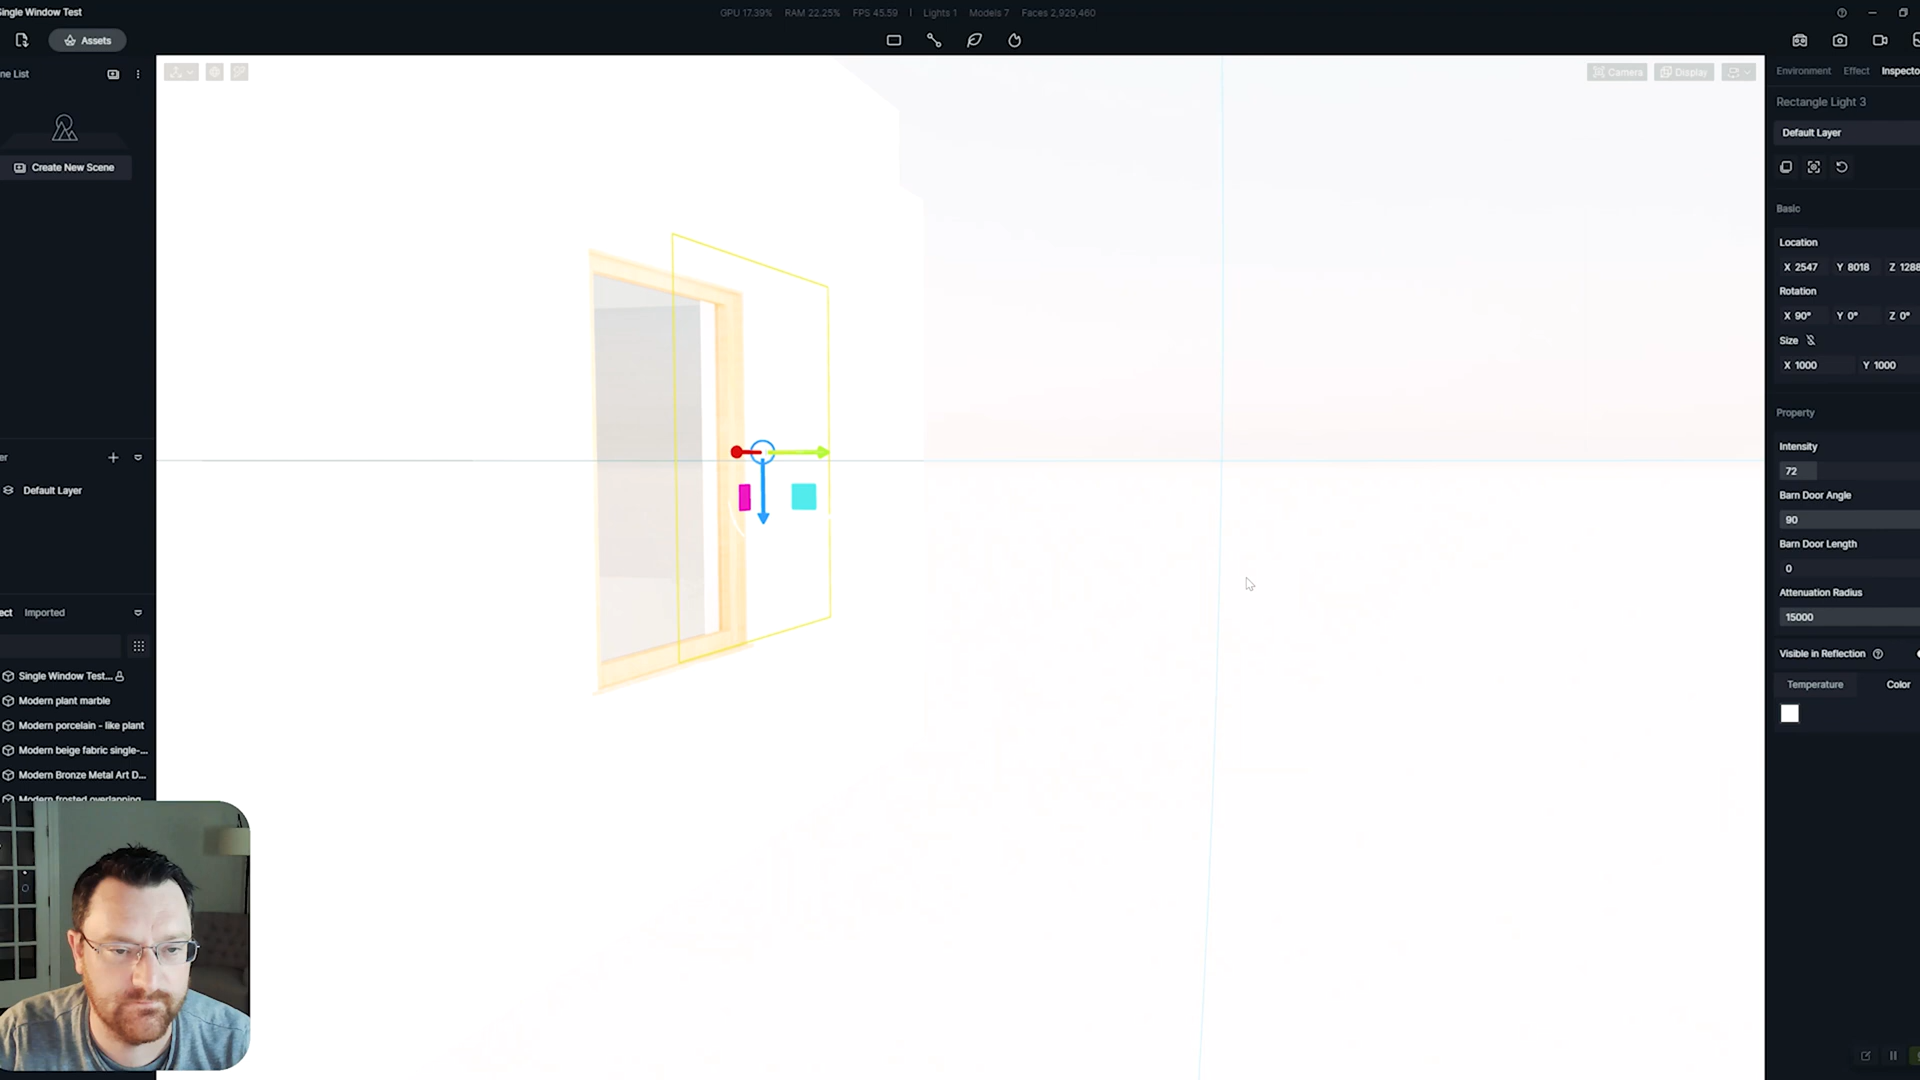 ingle Window Test
GPU 17.39% RAM 22.25% FPS 45.59 | Lights 1 Models 7 Faces 2,929,460
Assets
ne List
Create New Scene
er
Default Layer
ect Imported
Single Window Test...
Modern plant marble
Modern porcelain - like plant
Modern beige fabric single-...
Modern Bronze Metal Art D...
Modern frosted overlapping
Camera Display
Environment Effect Inspecto
Rectangle Light 3
Default Layer
Basic
Location
X 2547 Y 8018 Z 1288
Rotation
X 90° Y 0° Z 0°
Size
X 1000 Y 1000
Property
Intensity
72
Barn Door Angle
90
Barn Door Length
0
Attenuation Radius
15000
Visible in Reflection
Temperature Color